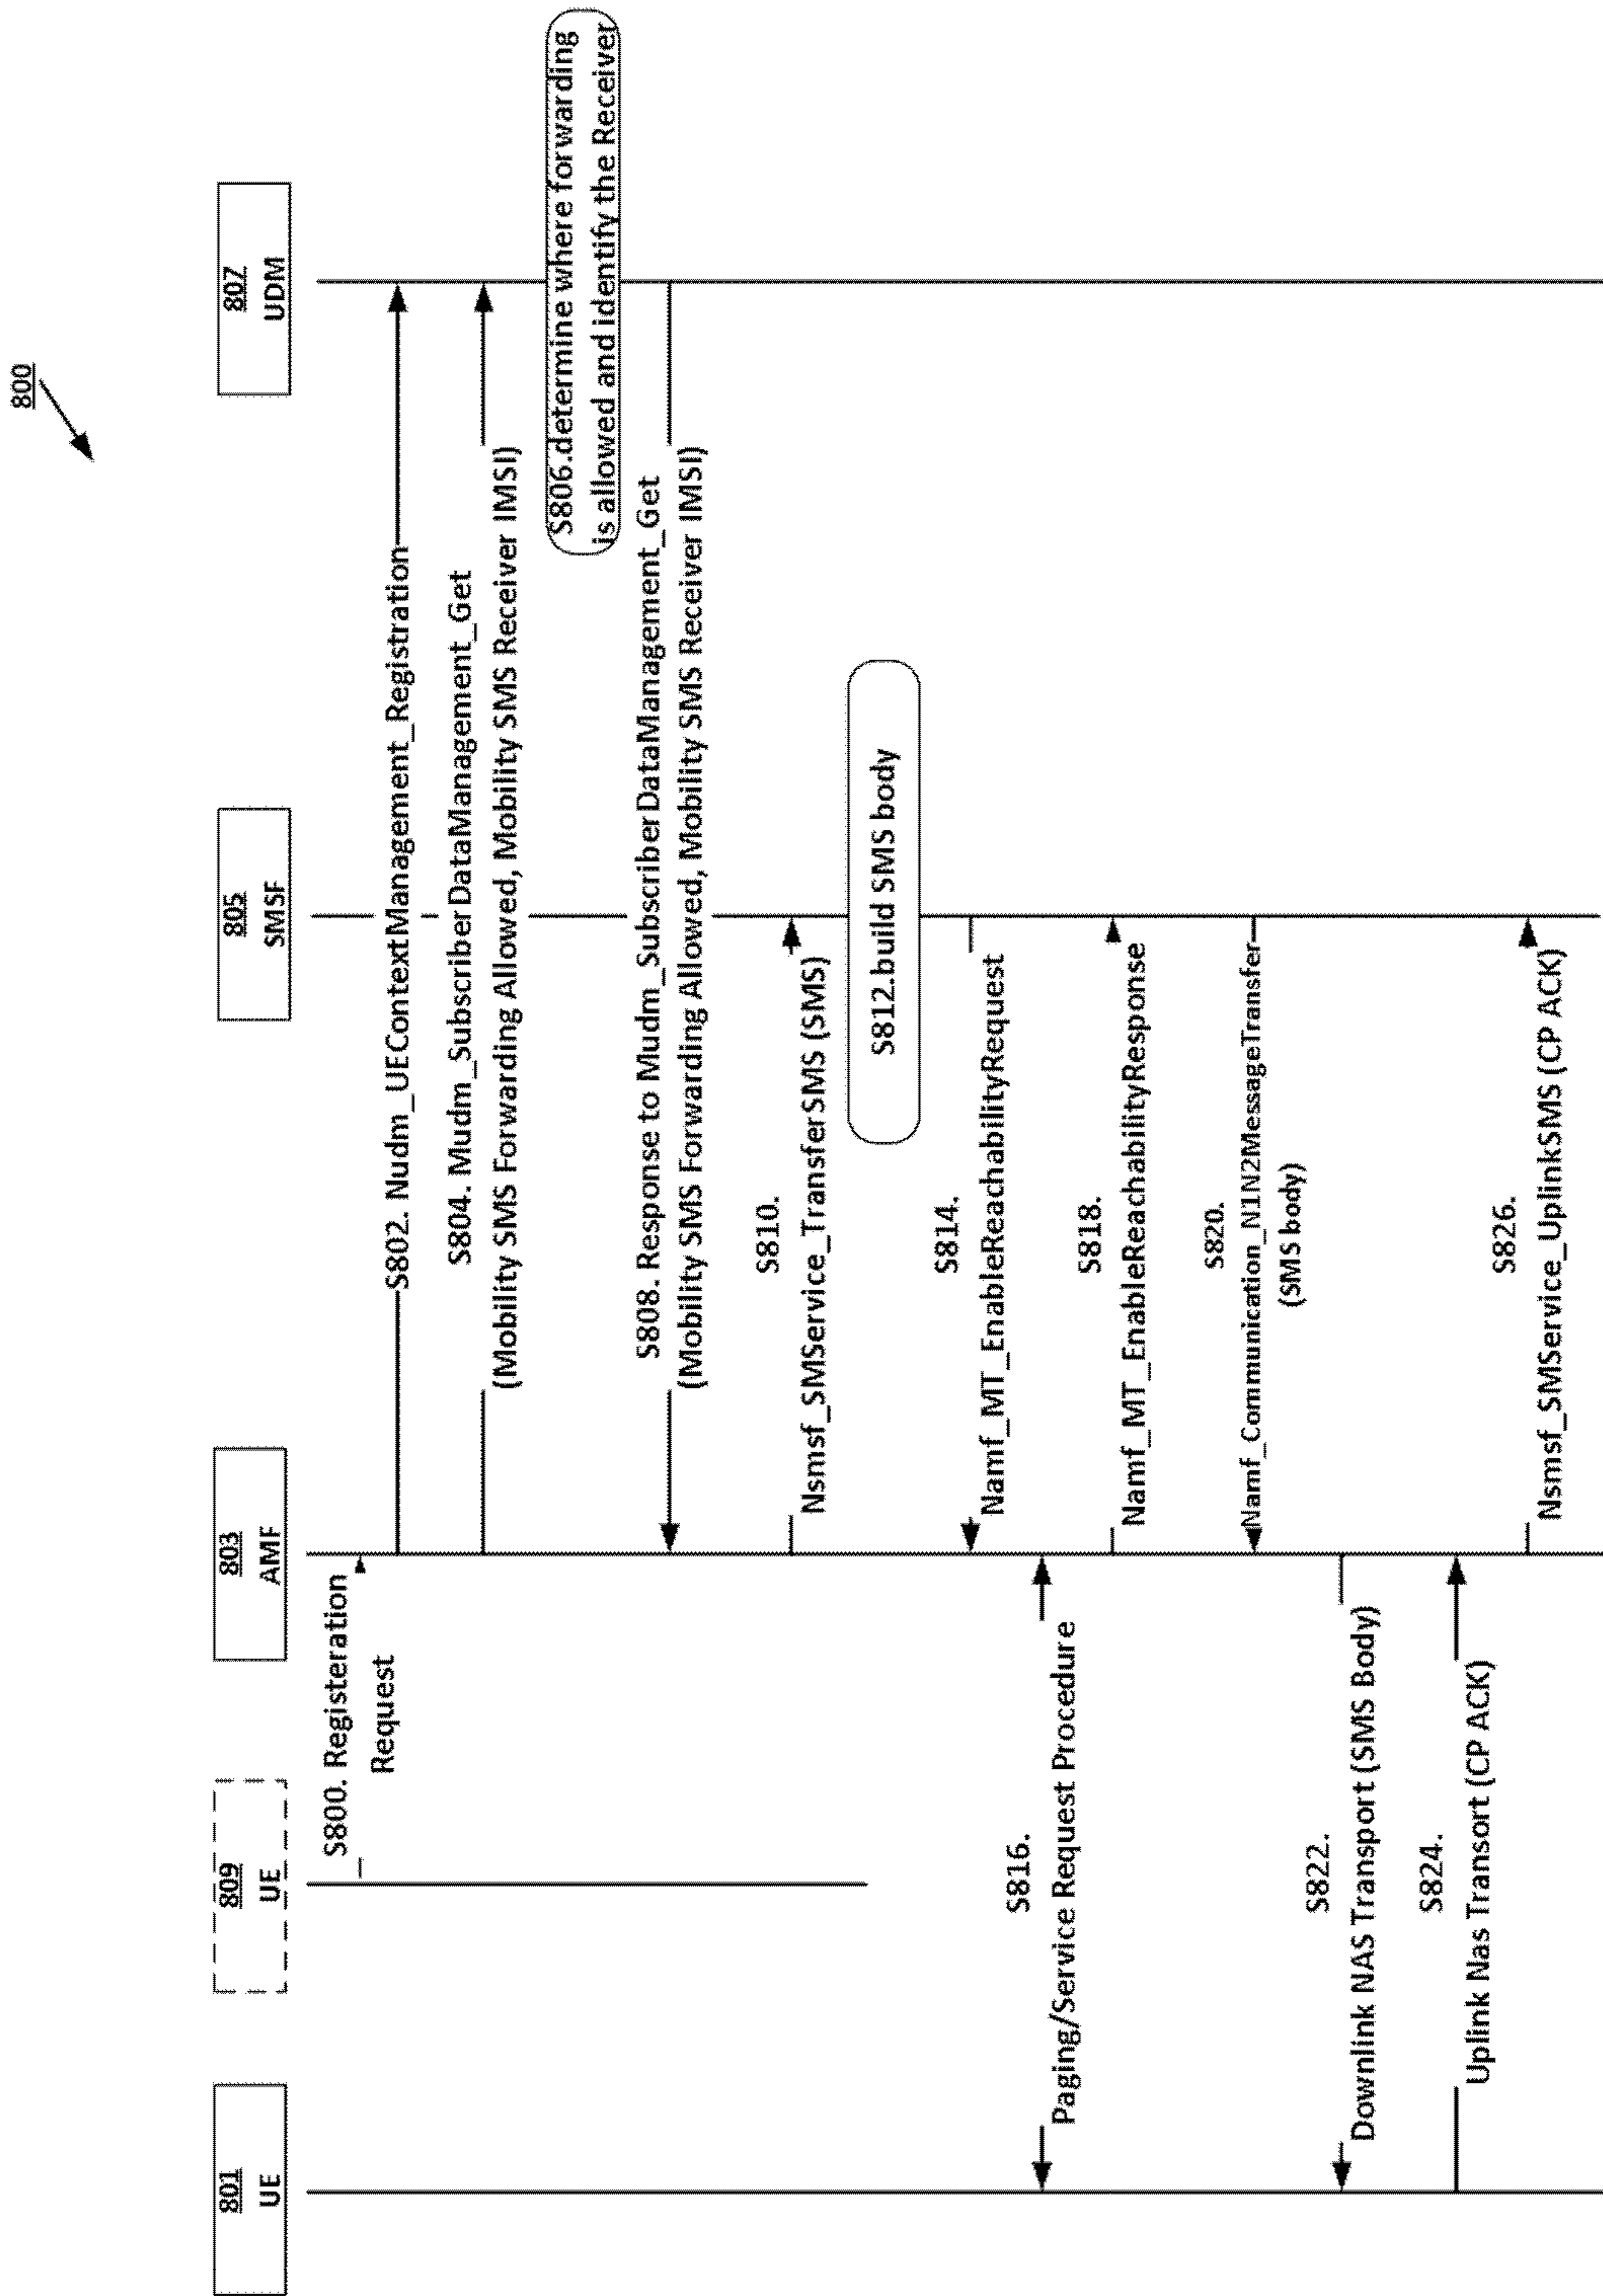 800
801
UE
809
UE
803
AMF
805
SMSF
807
UDM
S800. Registeration
Request
S802. Nudm_UEContextManagement_Registration
S804. Mudm_SubscriberDataManagement_Get
(Mobility SMS Forwarding Allowed, Mobility SMS Receiver IMSI)
S806.determine where forwarding
is allowed and identify the Receiver
S808. Response to Mudm_SubscriberDataManagement_Get
(Mobility SMS Forwarding Allowed, Mobility SMS Receiver IMSI)
S810.
Nsmsf_SMService_TransferSMS (SMS)
S812.build SMS body
S814.
Namf_MT_EnableReachabilityRequest
S816.
Paging/Service Request Procedure
S818.
Namf_MT_EnableReachabilityResponse
S820.
Namf_Communication_N1N2MessageTransfer
(SMS body)
S822.
Downlink NAS Transport (SMS Body)
S824.
Uplink Nas Transort (CP ACK)
S826.
Nsmsf_SMService_UplinkSMS (CP ACK)